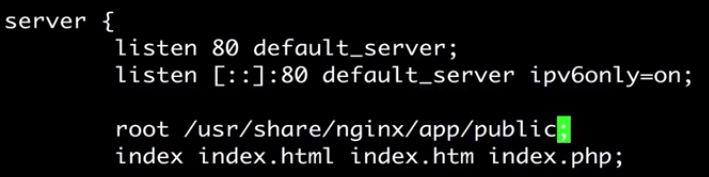 server {
listen 80 default_server;
listen [::]:80 default_server ipv6only=on;
root /usr/share/nginx/app/public;
index index.html index.htm index.php;